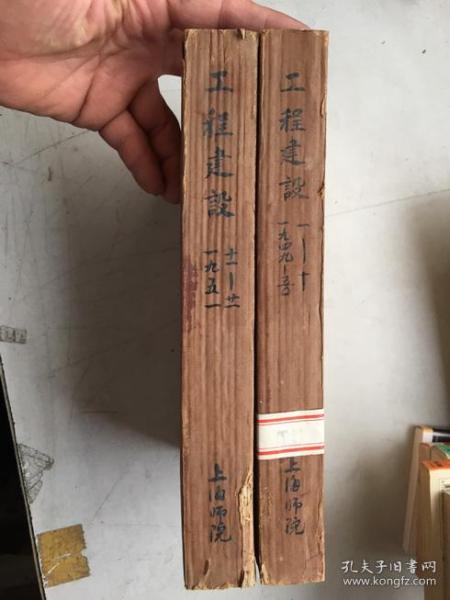 工程建設
一—十
一九四九—五〇
上海师院
工程建設
十一—廿一
一九五一
上海师院
孔夫子旧书网
www.kongfz.com